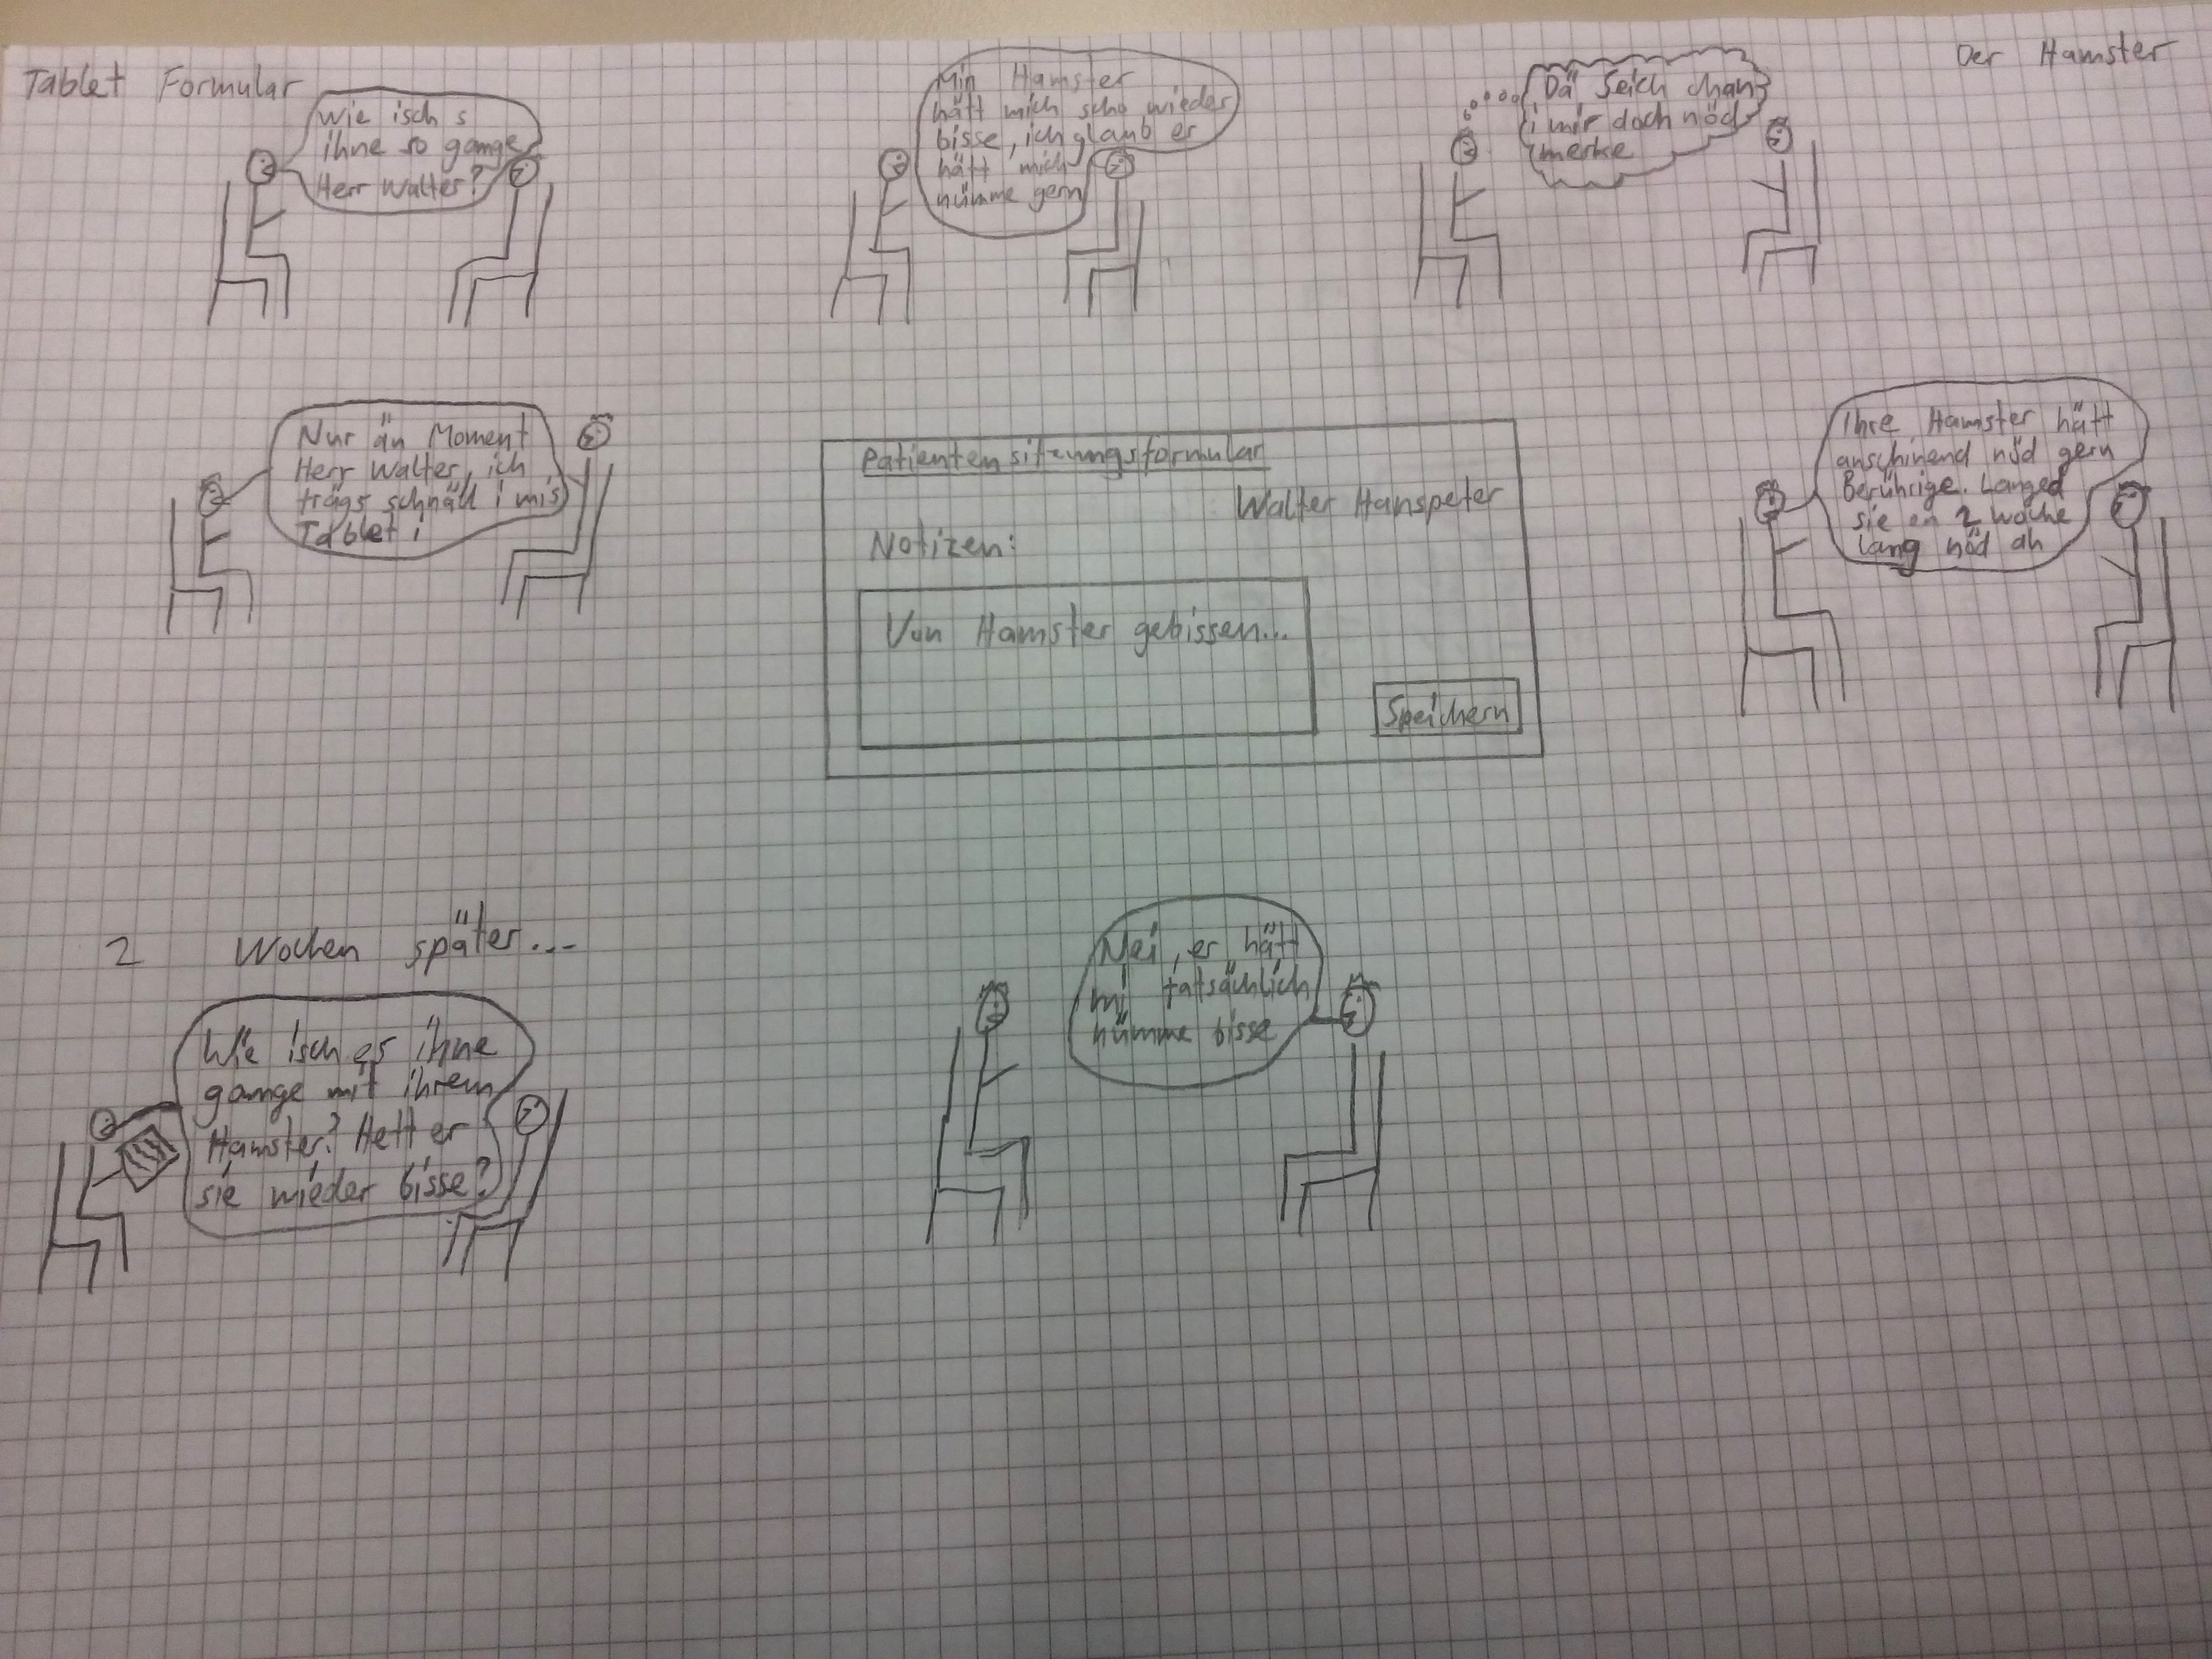 Tablet Formular
Der Hamster
Wie isch s
ihne so gange
Herr Walter?
Min Hamster
hätt mich scho wieder
bisse, ich glaub er
hätt mich
nümme gern
Dä Seich chan
i mir doch nöd
merke
Nur än Moment
Herr Walter, ich
trägs schnäll i mis
Tablet i
Patientensitzungsformular
Walter Hanspeter
Notizen:
Von Hamster gebissen...
Speichern
Ihre Hamster hätt
anschinend nöd gern
Berührige. Langed
sie en 2 Wuche
lang nöd ah
2 Wochen später...
Wie isch es ihne
gange mit ihrem
Hamster? Hett er
sie wieder bisse?
Nei, er hätt
mi tatsächlich
nümme bisse